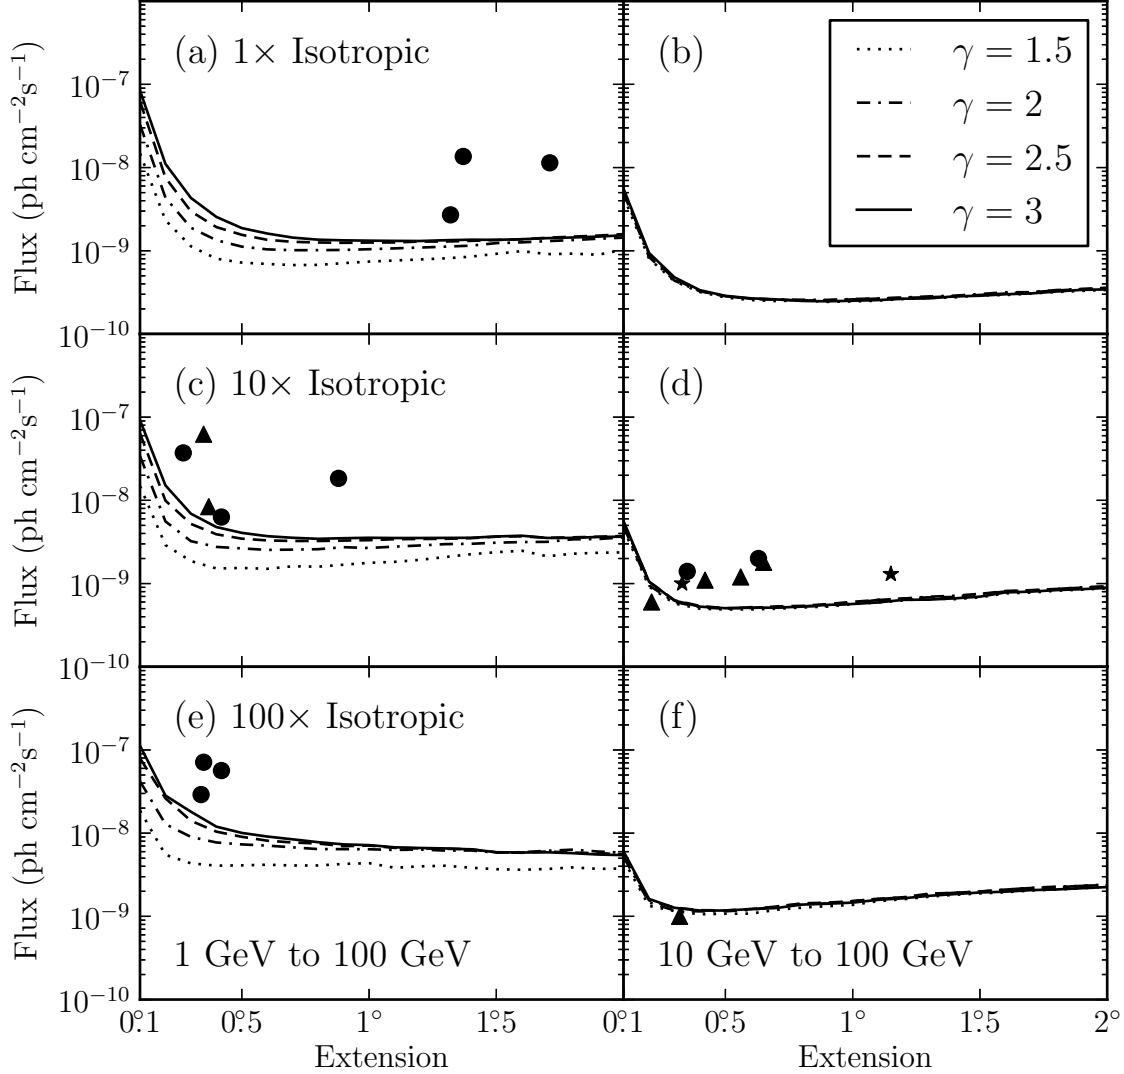 (a) 1× Isotropic
(b)
γ = 1.5
γ = 2
γ = 2.5
γ = 3
Flux (ph cm⁻²s⁻¹)
10⁻⁷
10⁻⁸
10⁻⁹
10⁻¹⁰
(c) 10× Isotropic
(d)
Flux (ph cm⁻²s⁻¹)
10⁻⁷
10⁻⁸
10⁻⁹
10⁻¹⁰
(e) 100× Isotropic
(f)
Flux (ph cm⁻²s⁻¹)
10⁻⁷
10⁻⁸
10⁻⁹
10⁻¹⁰
1 GeV to 100 GeV
10 GeV to 100 GeV
0°.1 0°.5 1° 1°.5 0°.1 0°.5 1° 1°.5 2°
Extension Extension